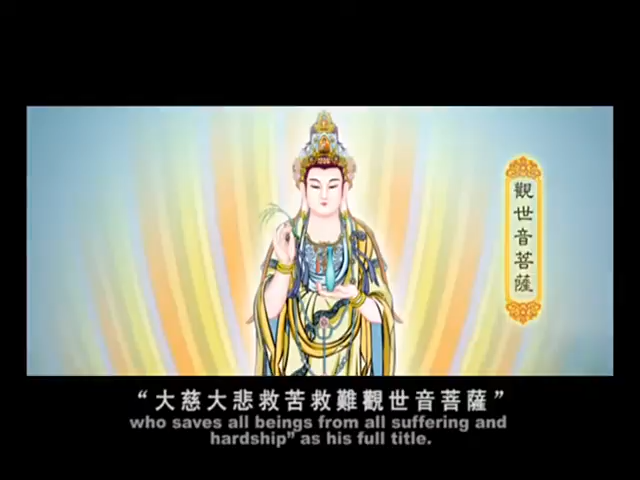 觀世音菩薩
“大慈大悲救苦救難觀世音菩薩”
who saves all beings from all suffering and
hardship” as his full title.